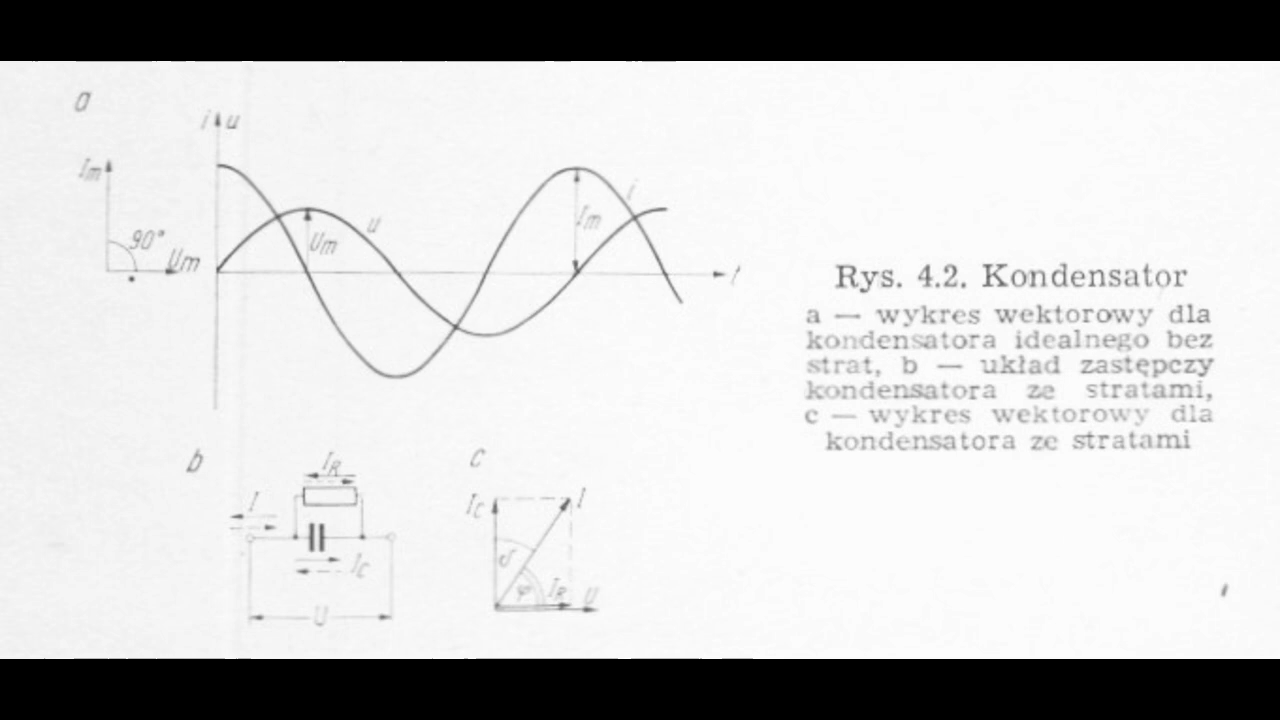 a
i u
Im
i
u
Im
Um
90°
Um
t
b
c
IR
I
Ic
I
δ
Ic
φ
IR
U
U
Rys. 4.2. Kondensator
a — wykres wektorowy dla
kondensatora idealnego bez
strat, b — układ zastępczy
kondensatora ze stratami,
c — wykres wektorowy dla
kondensatora ze stratami